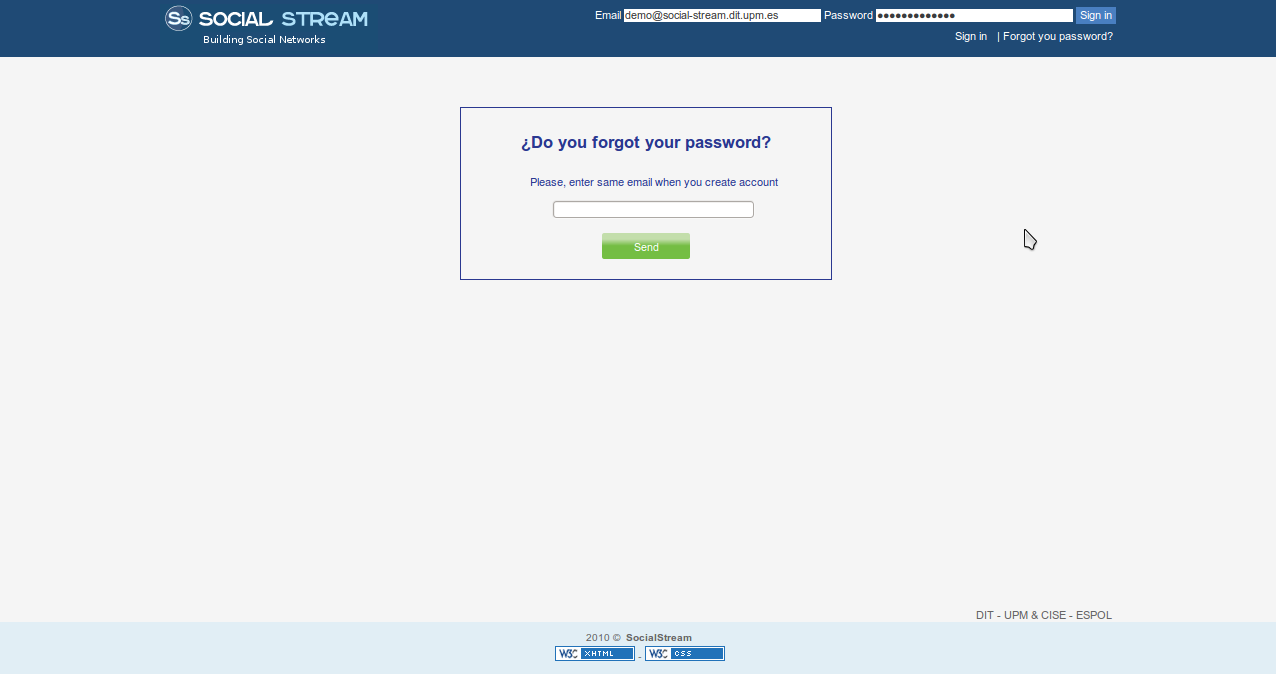 Ss SOCIAL STREAM
Building Social Networks
Email demo@social-stream.dit.upm.es Password ●●●●●●●●●●●●● Sign in
Sign in | Forgot you password?
¿Do you forgot your password?
Please, enter same email when you create account
Send
DIT - UPM & CISE - ESPOL
2010 © SocialStream
W3C XHTML - W3C CSS